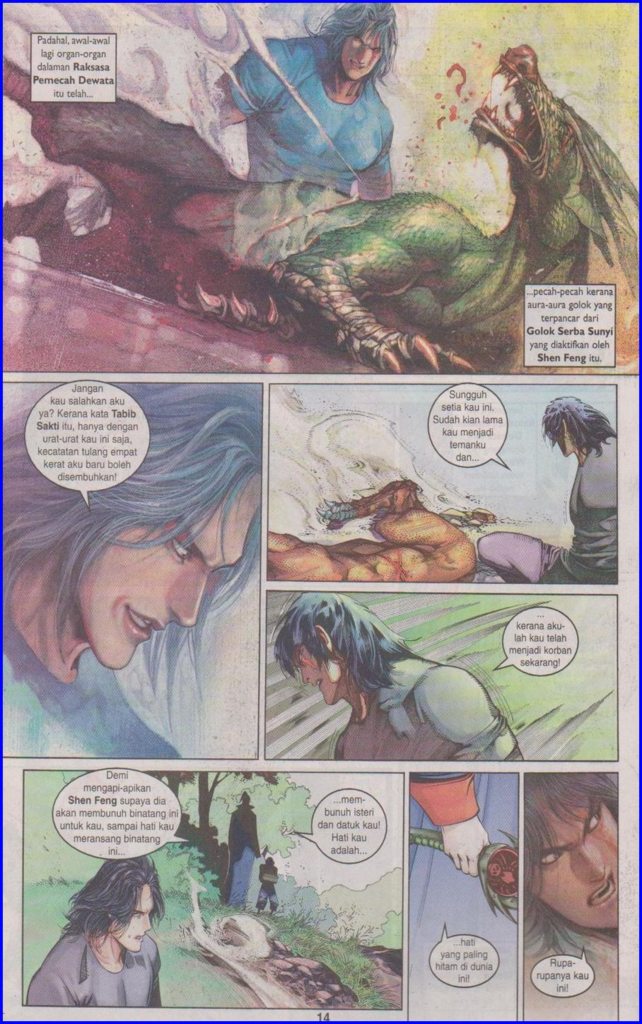 Padahal, awal-awal
lagi organ-organ
dalaman Raksasa
Pemecah Dewata
itu telah...
...pecah-pecah kerana
aura-aura golok yang
terpancar dari
Golok Serba Sunyi
yang diaktifkan oleh
Shen Feng itu.
Jangan
kau salahkan aku
ya? Kerana kata Tabib
Sakti itu, hanya dengan
urat-urat kau ini saja,
kecatatan tulang empat
kerat aku baru boleh
disembuhkan!
Sungguh
setia kau ini.
Sudah kian lama
kau menjadi
temanku
dan...
...
kerana aku-
lah kau telah
menjadi korban
sekarang!
Demi
mengapi-apikan
Shen Feng supaya dia
akan membunuh binatang ini
untuk kau, sampai hati kau
meransang binatang
ini...
...mem-
bunuh isteri
dan datuk kau!
Hati kau
adalah...
...hati
yang paling
hitam di dunia
ini!
Rupa-
rupanya kau
ini!
14